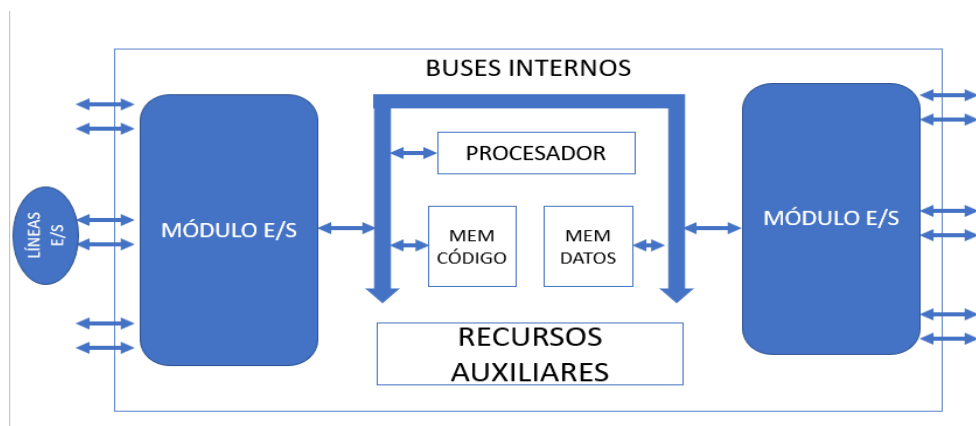 BUSES INTERNOS
LÍNEAS
E/S
MÓDULO E/S
PROCESADOR
MEM
CÓDIGO
MEM
DATOS
MÓDULO E/S
RECURSOS
AUXILIARES